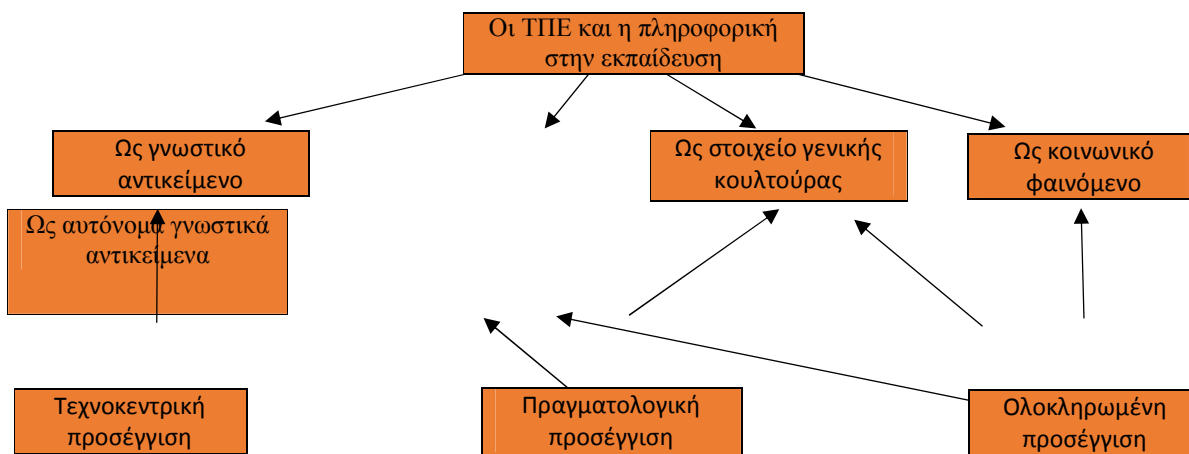 Οι ΤΠΕ και η πληροφορική
στην εκπαίδευση
Ως γνωστικό
αντικείμενο
Ως στοιχείο γενικής
κουλτούρας
Ως κοινωνικό
φαινόμενο
Ως αυτόνομα γνωστικά
αντικείμενα
Τεχνοκεντρική
προσέγγιση
Πραγματολογική
προσέγγιση
Ολοκληρωμένη
προσέγγιση